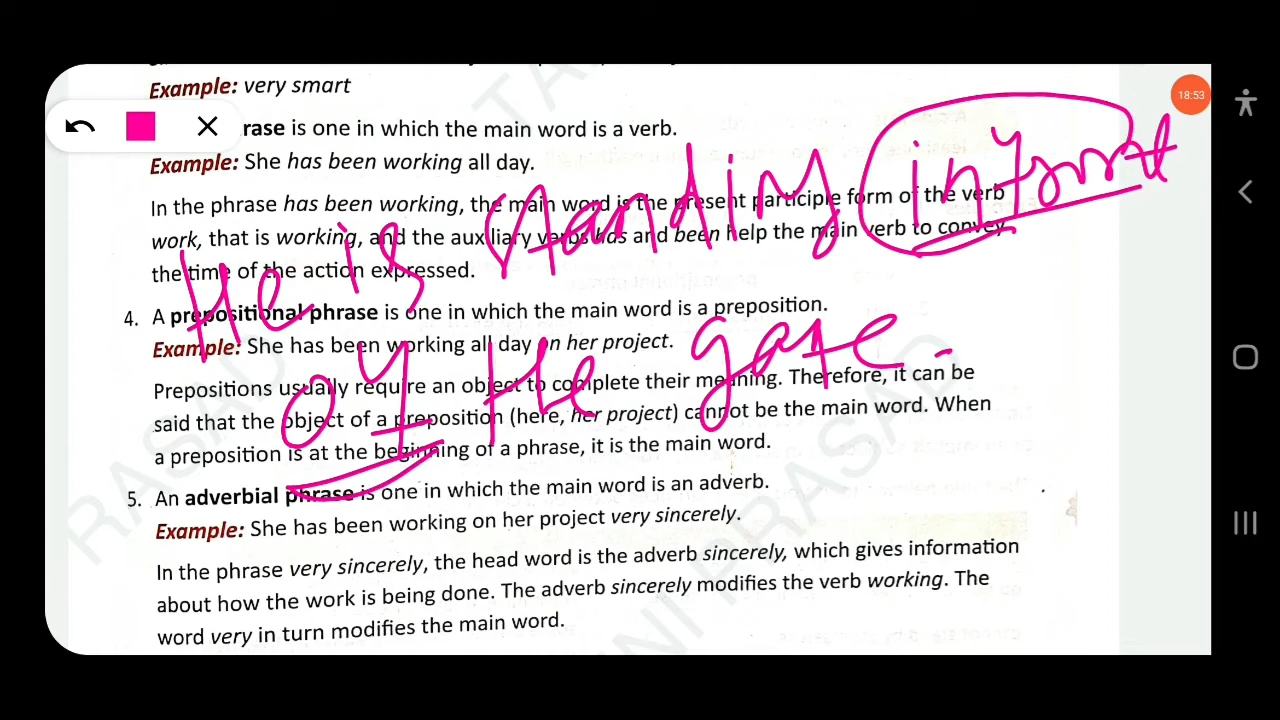 Example: very smart
rase is one in which the main word is a verb.
Example: She has been working all day.
In the phrase has been working, the main word is the present participle form of the verb
work, that is working, and the auxiliary verbs has and been help the main verb to convey
the time of the action expressed.
4. A prepositional phrase is one in which the main word is a preposition.
Example: She has been working all day on her project.
Prepositions usually require an object to complete their meaning. Therefore, it can be
said that the object of a preposition (here, her project) cannot be the main word. When
a preposition is at the beginning of a phrase, it is the main word.
5. An adverbial phrase is one in which the main word is an adverb.
Example: She has been working on her project very sincerely.
In the phrase very sincerely, the head word is the adverb sincerely, which gives information
about how the work is being done. The adverb sincerely modifies the verb working. The
word very in turn modifies the main word.
He is standing infront
of the gate.
18:53
RASAD
NI PRASAD